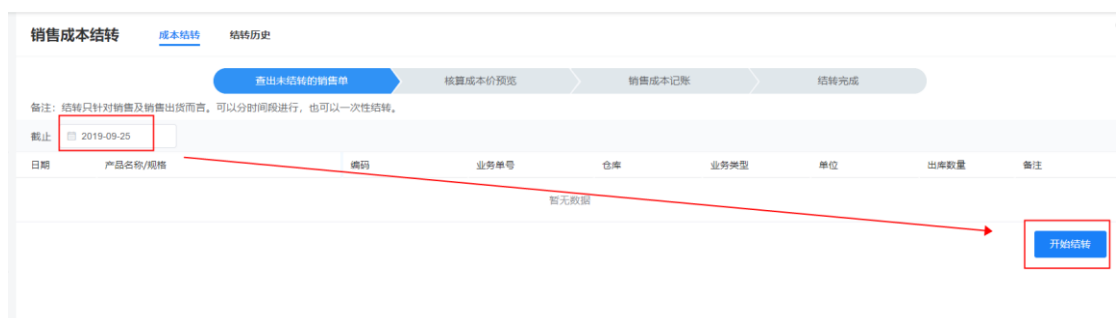 销售成本结转 成本结转 结转历史
查出未结转的销售单 核算成本价预览 销售成本记账 结转完成
备注：结转只针对销售及销售出货而言。可以分时间段进行，也可以一次性结转。
截止 2019-09-25
日期 产品名称/规格 编码 业务单号 仓库 业务类型 单位 出库数量 备注
暂无数据
开始结转